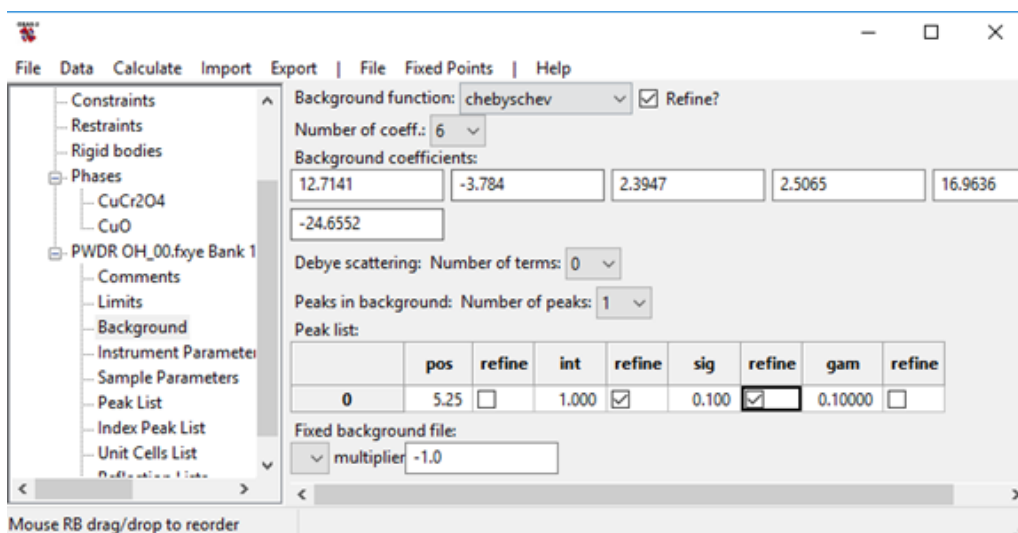 File Data Calculate Import Export | File Fixed Points | Help
Constraints
Restraints
Rigid bodies
Phases
CuCr2O4
CuO
PWDR OH_00.fxye Bank 1
Comments
Limits
Background
Instrument Parameter
Sample Parameters
Peak List
Index Peak List
Unit Cells List
Background function: chebyschev Refine?
Number of coeff.: 6
Background coefficients:
12.7141 -3.784 2.3947 2.5065 16.9636
-24.6552
Debye scattering: Number of terms: 0
Peaks in background: Number of peaks: 1
Peak list:
pos refine int refine sig refine gam refine
0 5.25 1.000 0.100 0.10000
Fixed background file:
multiplier -1.0
Mouse RB drag/drop to reorder